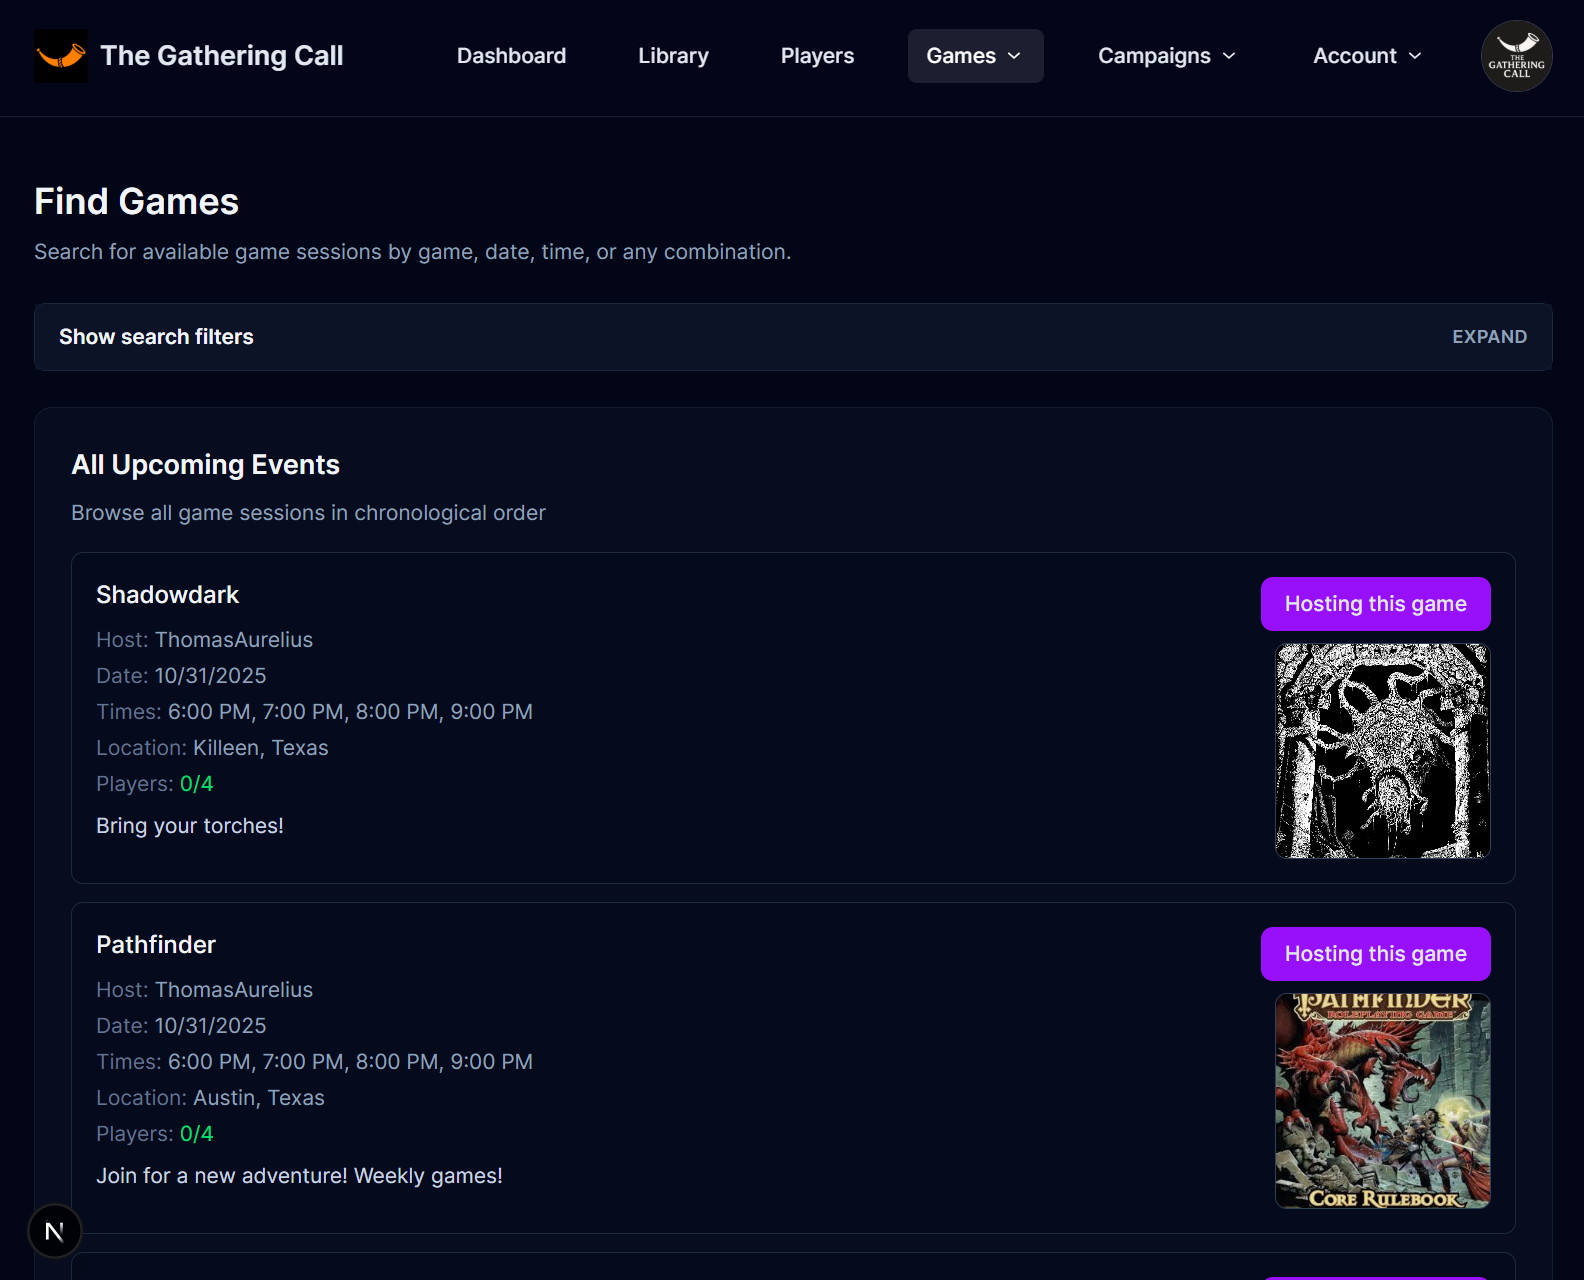 The Gathering Call
Dashboard
Library
Players
Games
Campaigns
Account
THE
GATHERING
CALL
Find Games
Search for available game sessions by game, date, time, or any combination.
Show search filters
EXPAND
All Upcoming Events
Browse all game sessions in chronological order
Shadowdark
Hosting this game
Host: ThomasAurelius
Date: 10/31/2025
Times: 6:00 PM, 7:00 PM, 8:00 PM, 9:00 PM
Location: Killeen, Texas
Players: 0/4
Bring your torches!
Pathfinder
Hosting this game
Host: ThomasAurelius
Date: 10/31/2025
Times: 6:00 PM, 7:00 PM, 8:00 PM, 9:00 PM
Location: Austin, Texas
Players: 0/4
Join for a new adventure! Weekly games!
PATHFINDER
ROLEPLAYING GAME
CORE RULEBOOK
N